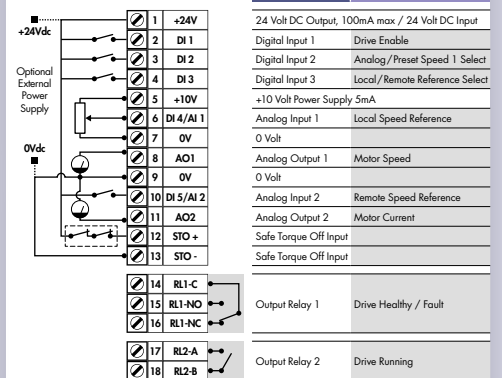 +24Vdc
Optional
External
Power
Supply
0Vdc
1 +24V 24 Volt DC Output, 100mA max / 24 Volt DC Input
2 DI 1 Digital Input 1 Drive Enable
3 DI 2 Digital Input 2 Analog/Preset Speed 1 Select
4 DI 3 Digital Input 3 Local/Remote Reference Select
5 +10V +10 Volt Power Supply 5mA
6 DI 4/AI 1 Analog Input 1 Local Speed Reference
7 0V 0 Volt
8 AO1 Analog Output 1 Motor Speed
9 0V 0 Volt
10 DI 5/AI 2 Analog Input 2 Remote Speed Reference
11 AO2 Analog Output 2 Motor Current
12 STO + Safe Torque Off Input
13 STO - Safe Torque Off Input
14 RL1-C
15 RL1-NO Output Relay 1 Drive Healthy / Fault
16 RL1-NC
17 RL2-A
Output Relay 2 Drive Running
18 RL2-B